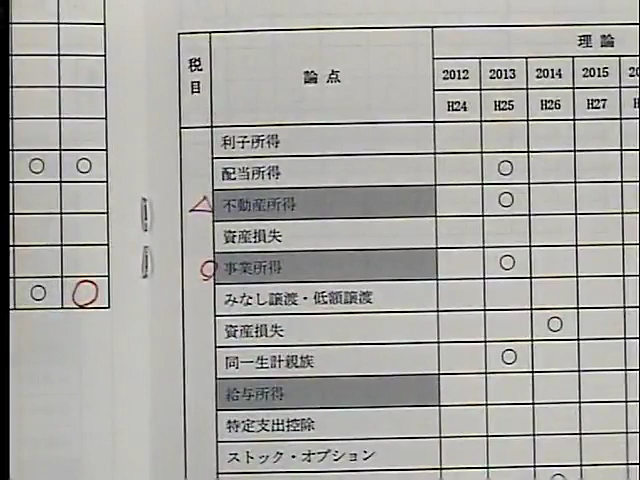 理論
税目 論点 2012 2013 2014 2015
H24 H25 H26 H27
利子所得
○ ○ 配当所得 ○
△ 不動産所得 ○
資産損失
○ 事業所得 ○
○ ○ みなし譲渡・低額譲渡
資産損失 ○
同一生計親族 ○
給与所得
特定支出控除
ストック・オプション